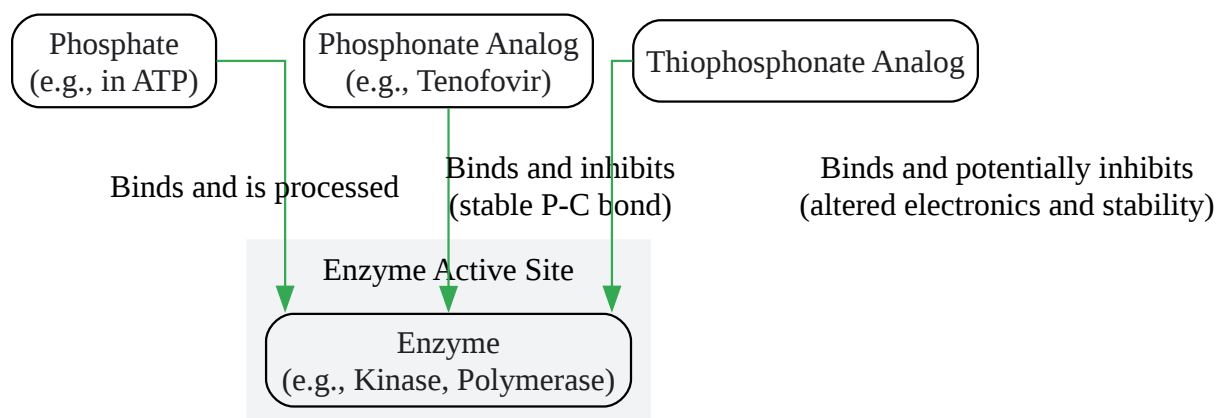 Phosphate
(e.g., in ATP)
Phosphonate Analog
(e.g., Tenofovir)
Thiophosphonate Analog
Binds and is processed
Binds and inhibits
(stable P-C bond)
Binds and potentially inhibits
(altered electronics and stability)
Enzyme Active Site
Enzyme
(e.g., Kinase, Polymerase)